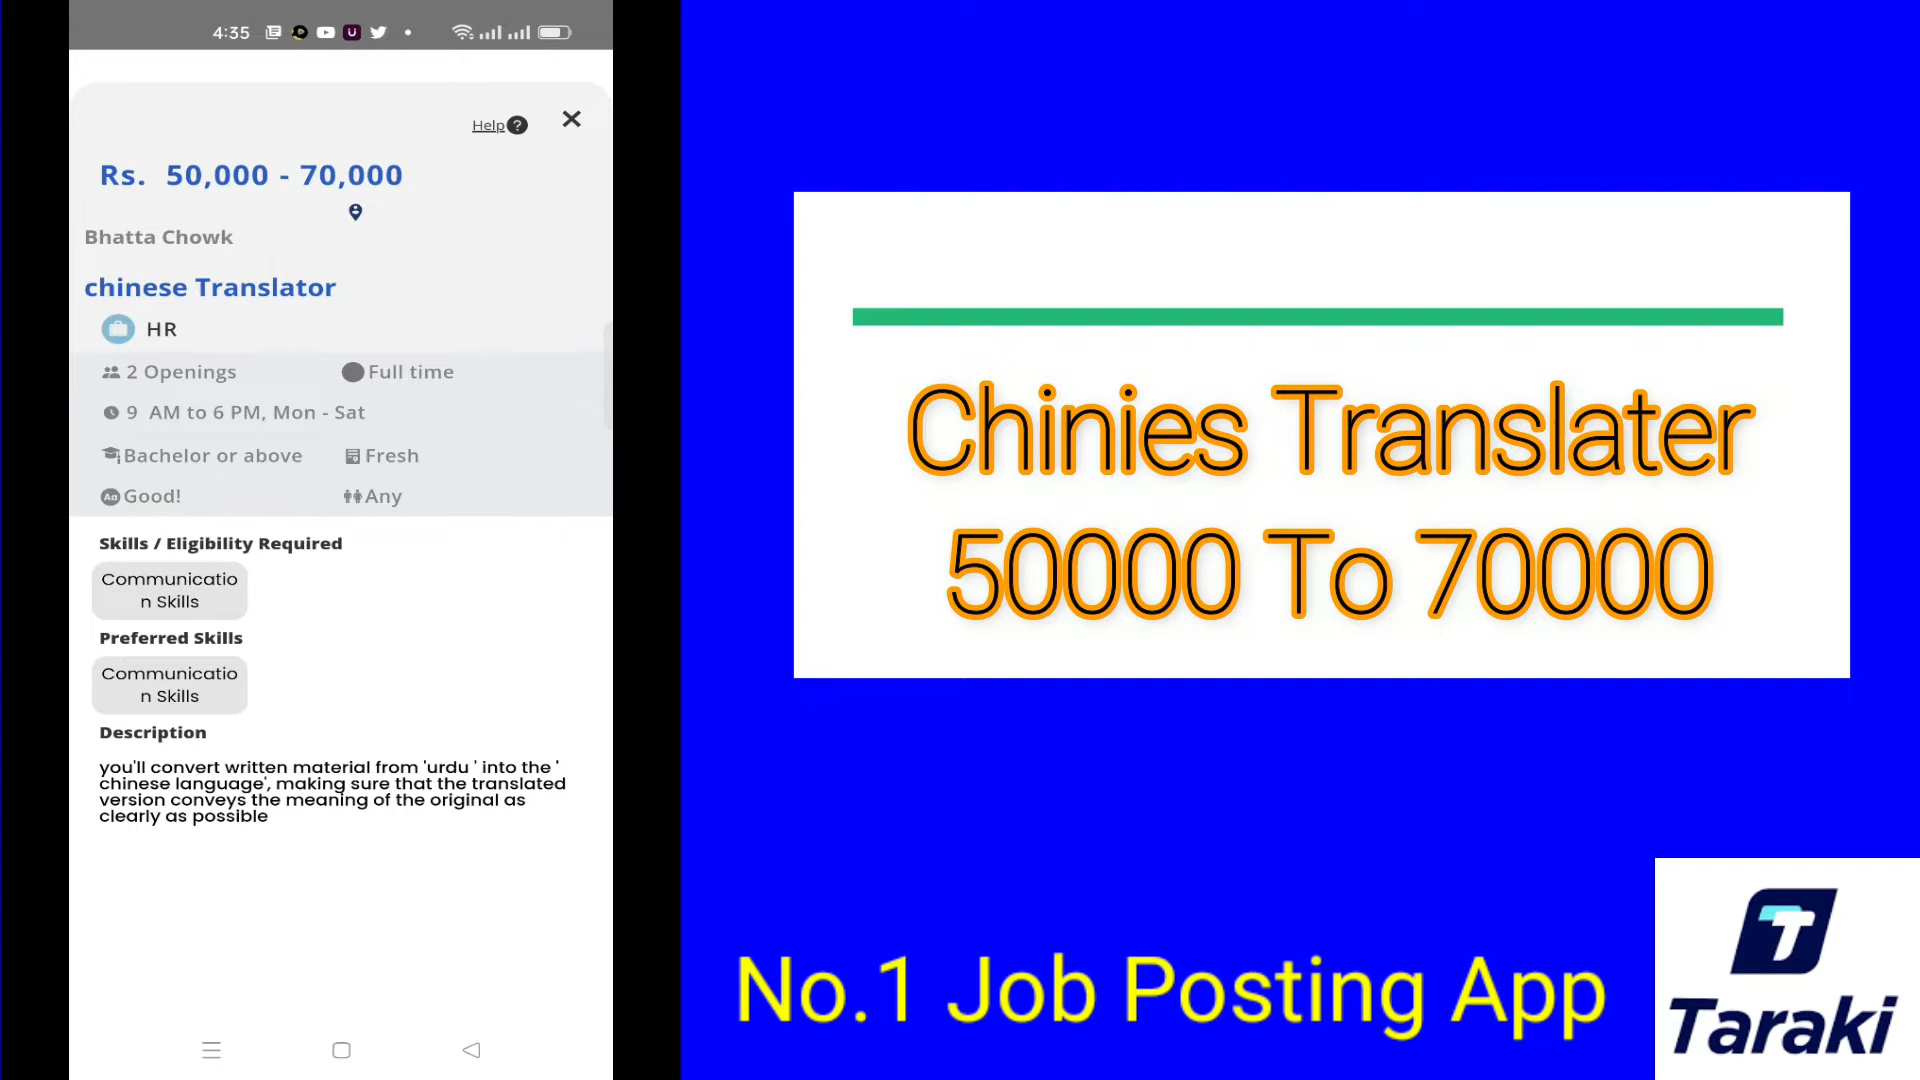 4:35
Help ?
Rs. 50,000 - 70,000
Bhatta Chowk
chinese Translator
HR
2 Openings
Full time
9 AM to 6 PM, Mon - Sat
Bachelor or above
Fresh
Aa Good!
Any
Skills / Eligibility Required
Communicatio
n Skills
Preferred Skills
Communicatio
n Skills
Description
you'll convert written material from 'urdu ' into the '
chinese language', making sure that the translated
version conveys the meaning of the original as
clearly as possible
Chinies Translater
50000 To 70000
No.1 Job Posting App
T
Taraki